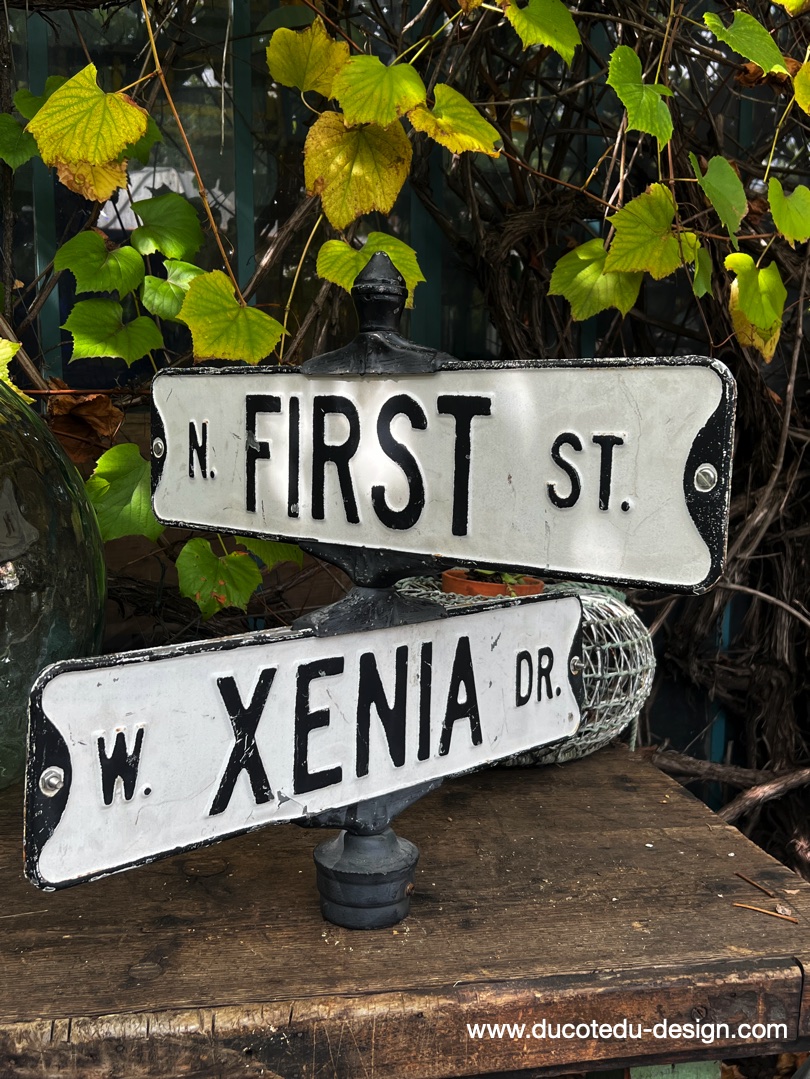 N. FIRST ST.
W. XENIA DR.
www.ducotedu-design.com